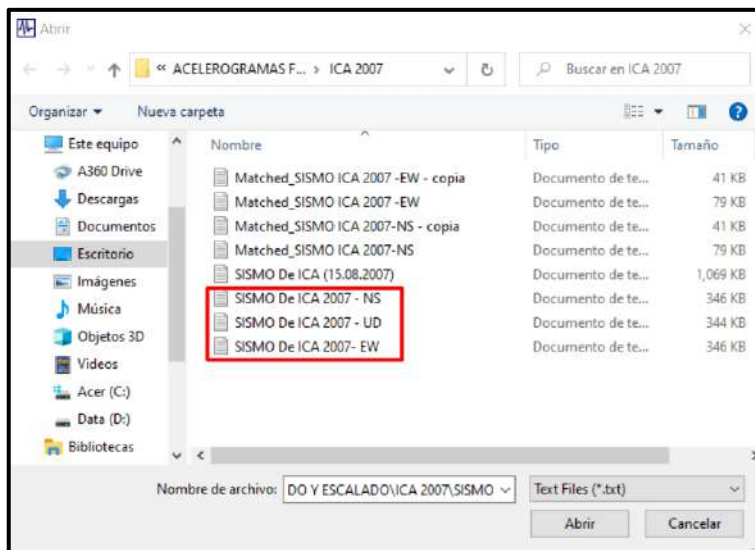 Abrir
« ACELEROGRAMAS F... > ICA 2007
Buscar en ICA 2007
Organizar
Nueva carpeta
Este equipo
A360 Drive
Descargas
Documentos
Escritorio
Imágenes
Música
Objetos 3D
Videos
Acer (C:)
Data (D:)
Bibliotecas
Nombre Tipo Tamaño
Matched_SISMO ICA 2007 -EW - copia Documento de te... 41 KB
Matched_SISMO ICA 2007 -EW Documento de te... 79 KB
Matched_SISMO ICA 2007-NS - copia Documento de te... 41 KB
Matched_SISMO ICA 2007-NS Documento de te... 79 KB
SISMO De ICA (15.08.2007) Documento de te... 1,069 KB
SISMO De ICA 2007 - NS Documento de te... 346 KB
SISMO De ICA 2007 - UD Documento de te... 344 KB
SISMO De ICA 2007- EW Documento de te... 346 KB
Nombre de archivo: DO Y ESCALADO\ICA 2007\SISMO Text Files (*.txt)
Abrir Cancelar